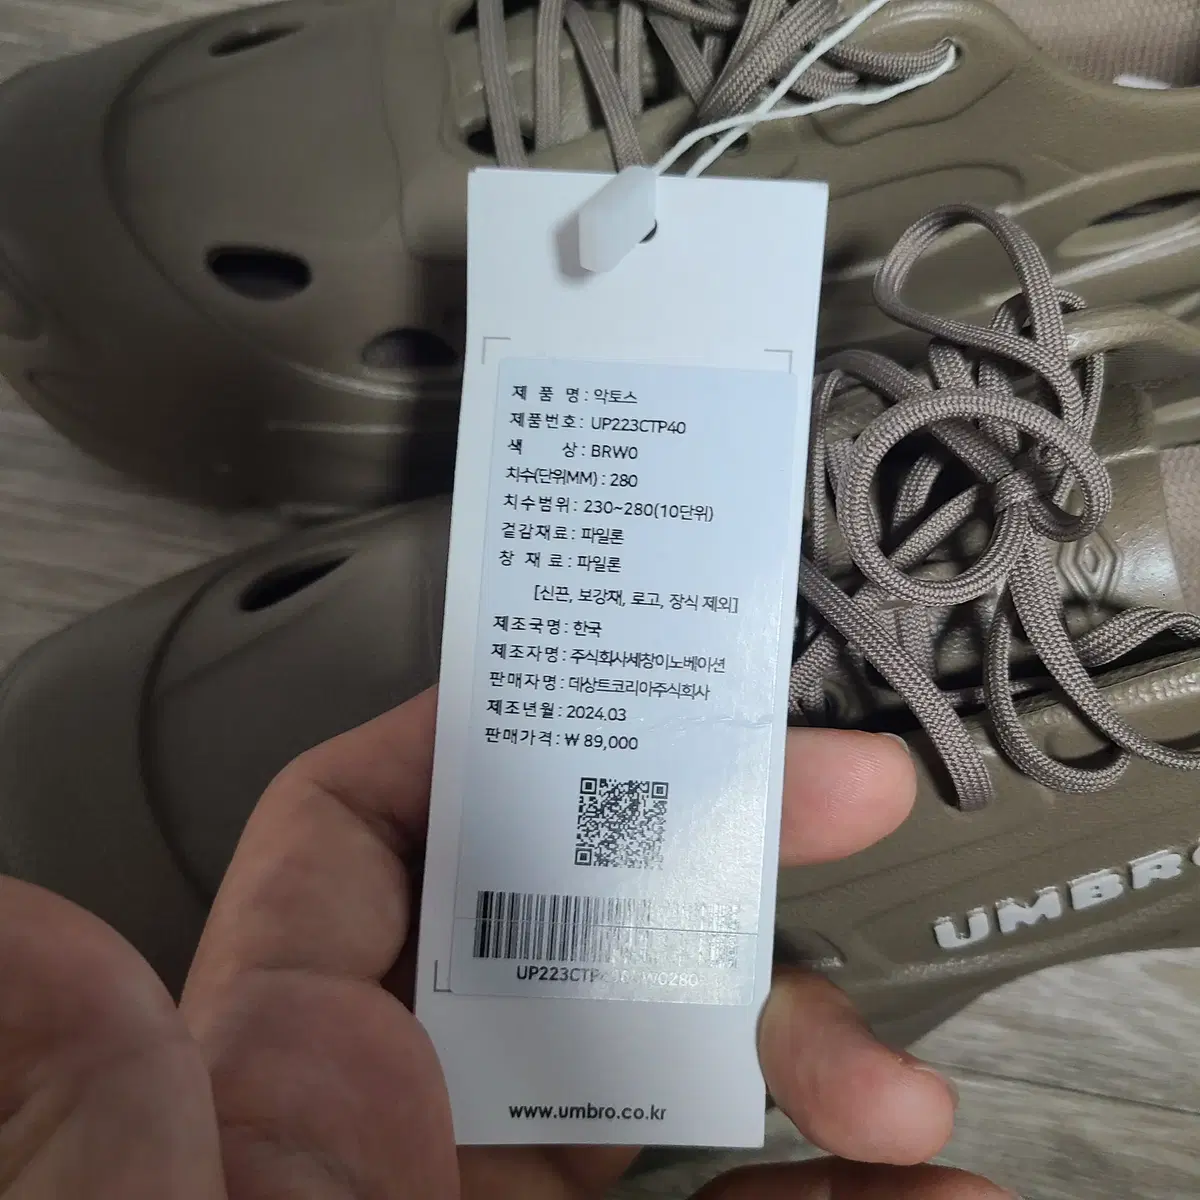 제 품 명 : 악토스
제품번호 : UP223CTP40
색 상 : BRW0
치수(단위MM) : 280
치수범위 : 230~280(10단위)
겉감재료 : 파일론
창 재 료 : 파일론
[신끈, 보강재, 로고, 장식 제외]
제조국명 : 한국
제조자명 : 주식회사세창이노베이션
판매자명 : 데상트코리아주식회사
제조년월 : 2024.03
판매가격 : ₩ 89,000
UMBRO
www.umbro.co.kr